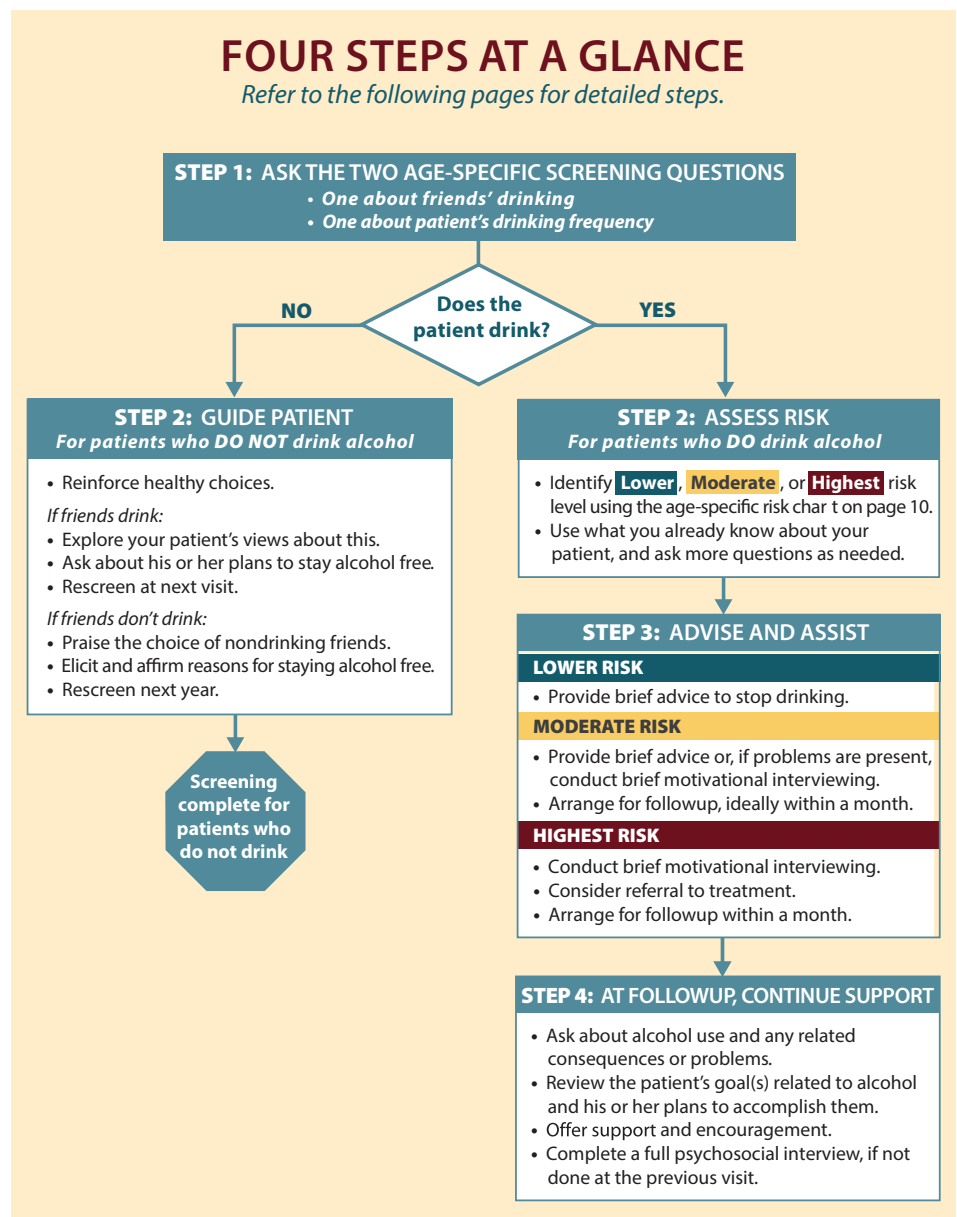 FOUR STEPS AT A GLANCE
Refer to the following pages for detailed steps.
STEP 1: ASK THE TWO AGE-SPECIFIC SCREENING QUESTIONS
• One about friends’ drinking
• One about patient’s drinking frequency
Does the
patient drink?
NO
YES
STEP 2: GUIDE PATIENT
For patients who DO NOT drink alcohol
• Reinforce healthy choices.
If friends drink:
• Explore your patient’s views about this.
• Ask about his or her plans to stay alcohol free.
• Rescreen at next visit.
If friends don’t drink:
• Praise the choice of nondrinking friends.
• Elicit and affirm reasons for staying alcohol free.
• Rescreen next year.
Screening
complete for
patients who
do not drink
STEP 2: ASSESS RISK
For patients who DO drink alcohol
• Identify Lower, Moderate, or Highest risk
level using the age-specific risk char t on page 10.
• Use what you already know about your
patient, and ask more questions as needed.
STEP 3: ADVISE AND ASSIST
LOWER RISK
• Provide brief advice to stop drinking.
MODERATE RISK
• Provide brief advice or, if problems are present,
conduct brief motivational interviewing.
• Arrange for followup, ideally within a month.
HIGHEST RISK
• Conduct brief motivational interviewing.
• Consider referral to treatment.
• Arrange for followup within a month.
STEP 4: AT FOLLOWUP, CONTINUE SUPPORT
• Ask about alcohol use and any related
consequences or problems.
• Review the patient’s goal(s) related to alcohol
and his or her plans to accomplish them.
• Offer support and encouragement.
• Complete a full psychosocial interview, if not
done at the previous visit.